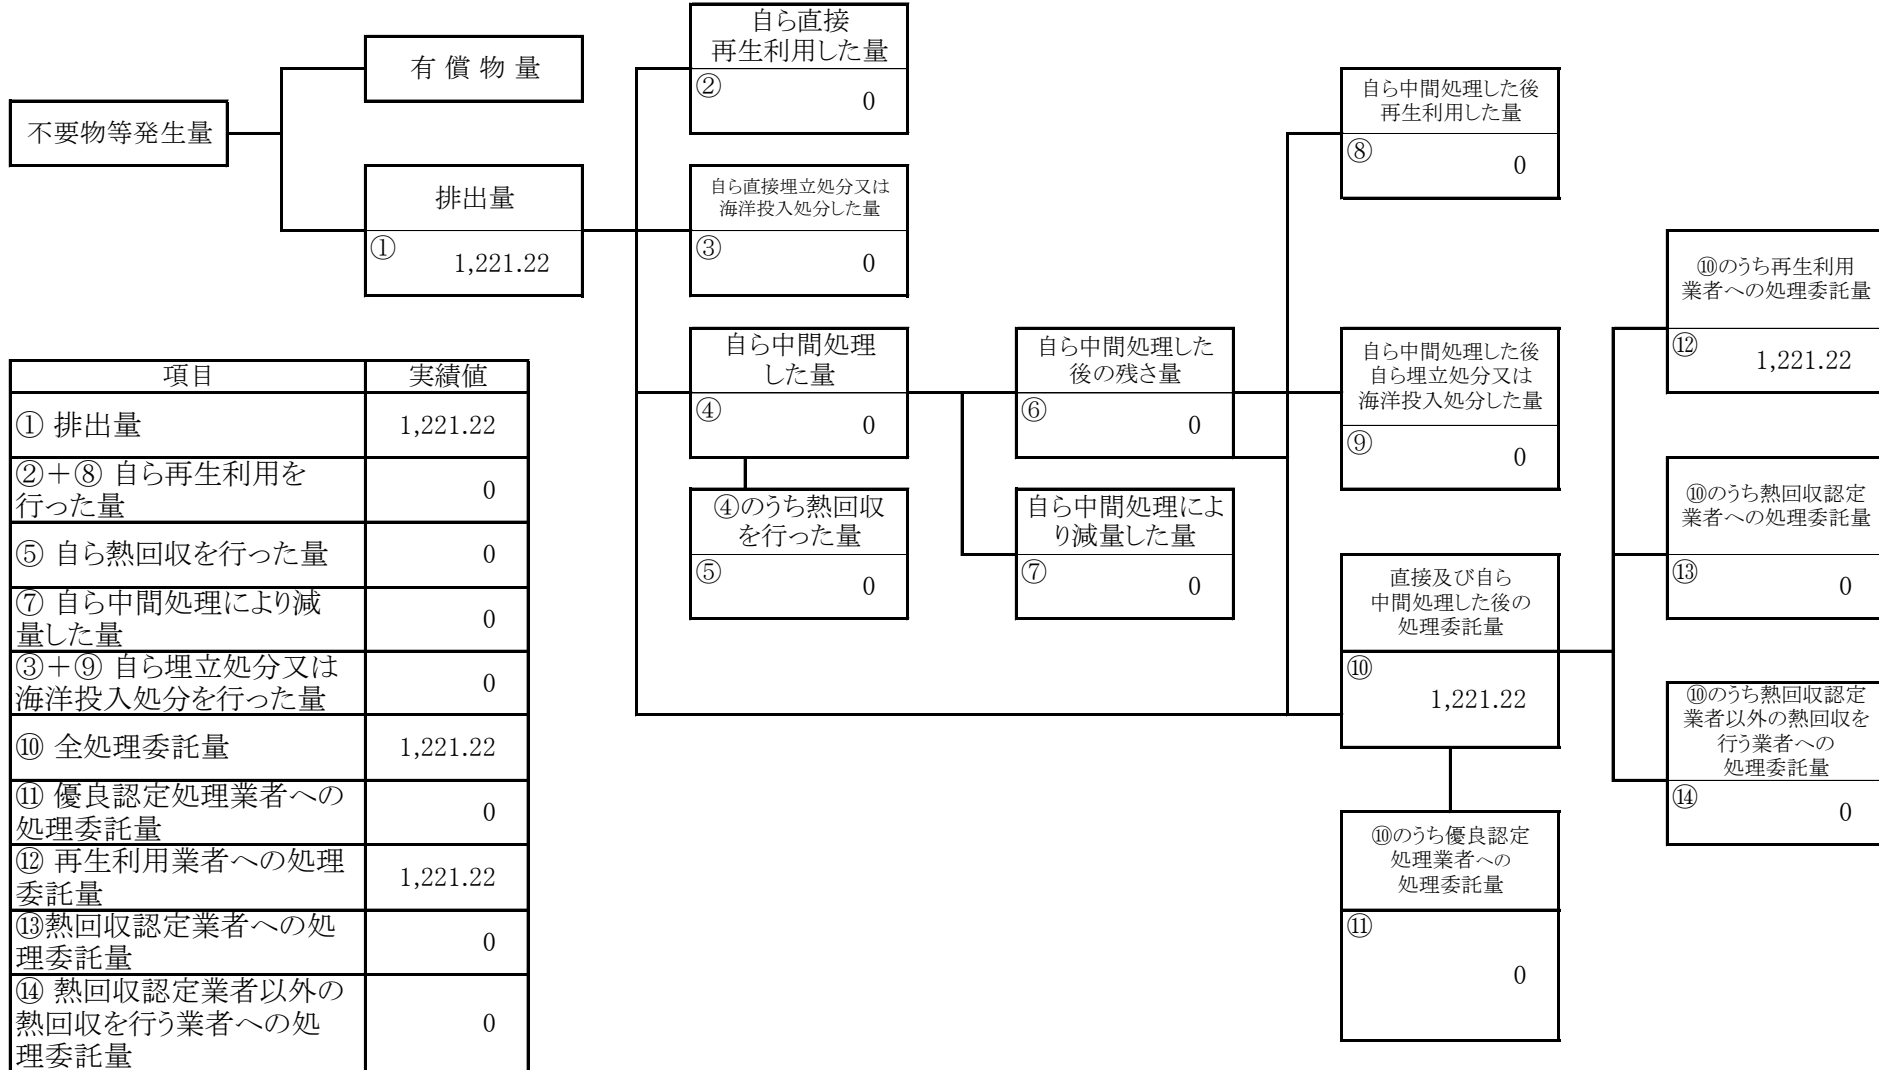 不要物等発生量
有 償 物 量
排出量
①
1,221.22
自ら直接
再生利用した量
②
0
自ら直接埋立処分又は
海洋投入処分した量
③
0
自ら中間処理
した量
④
0
④のうち熱回収
を行った量
⑤
0
自ら中間処理した
後の残さ量
⑥
0
自ら中間処理によ
り減量した量
⑦
0
自ら中間処理した後
再生利用した量
⑧
0
自ら中間処理した後
自ら埋立処分又は
海洋投入処分した量
⑨
0
直接及び自ら
中間処理した後の
処理委託量
⑩
1,221.22
⑩のうち優良認定
処理業者への
処理委託量
⑪
0
⑩のうち再生利用
業者への処理委託量
⑫
1,221.22
⑩のうち熱回収認定
業者への処理委託量
⑬
0
⑩のうち熱回収認定
業者以外の熱回収を
行う業者への
処理委託量
⑭
0
項目 実績値
① 排出量 1,221.22
②＋⑧ 自ら再生利用を
行った量 0
⑤ 自ら熱回収を行った量 0
⑦ 自ら中間処理により減
量した量 0
③＋⑨ 自ら埋立処分又は
海洋投入処分を行った量 0
⑩ 全処理委託量 1,221.22
⑪ 優良認定処理業者への
処理委託量 0
⑫ 再生利用業者への処理
委託量 1,221.22
⑬熱回収認定業者への処
理委託量 0
⑭ 熱回収認定業者以外の
熱回収を行う業者への処
理委託量 0